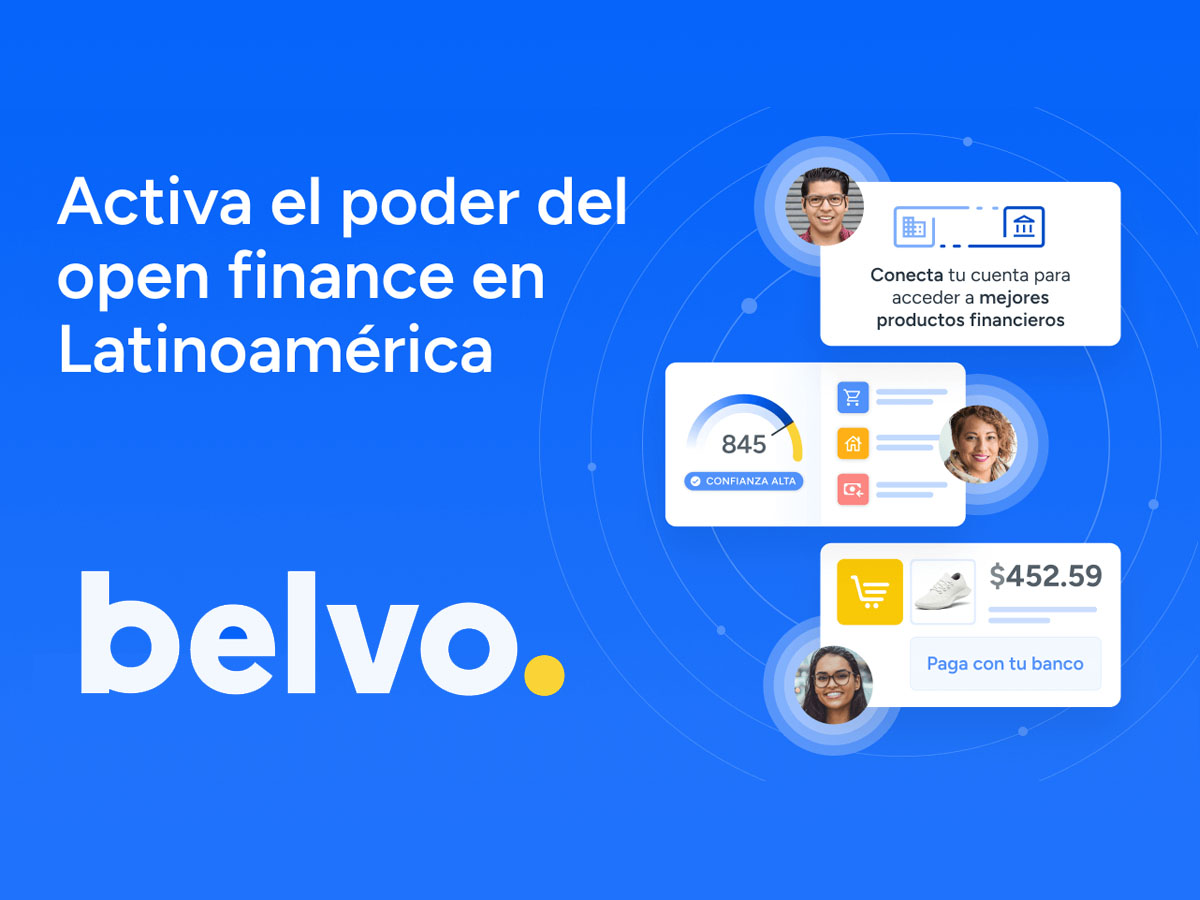 Activa el poder del
open finance en
Latinoamérica
belvo.
Conecta tu cuenta para
acceder a mejores
productos financieros
845
CONFIANZA ALTA
$452.59
Paga con tu banco